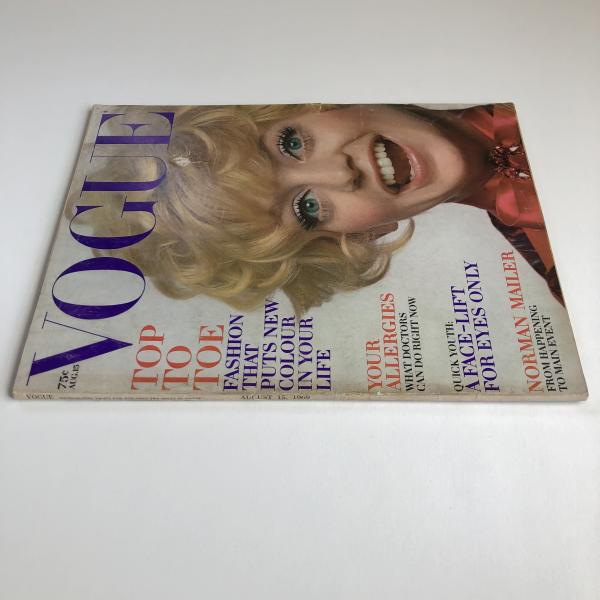 VOGUE
75c
AUG.15
TOP
TO
TOE
FASHION
THAT
PUTS NEW
COLOUR
IN YOUR
LIFE
YOUR
ALLERGIES
WHAT DOCTORS
CAN DO RIGHT NOW
QUICK YOUTH:
A FACE-LIFT
FOR EYES ONLY
NORMAN MAILER
FROM HAPPENING
TO MAIN EVENT
VOGUE
AUGUST 15, 1969